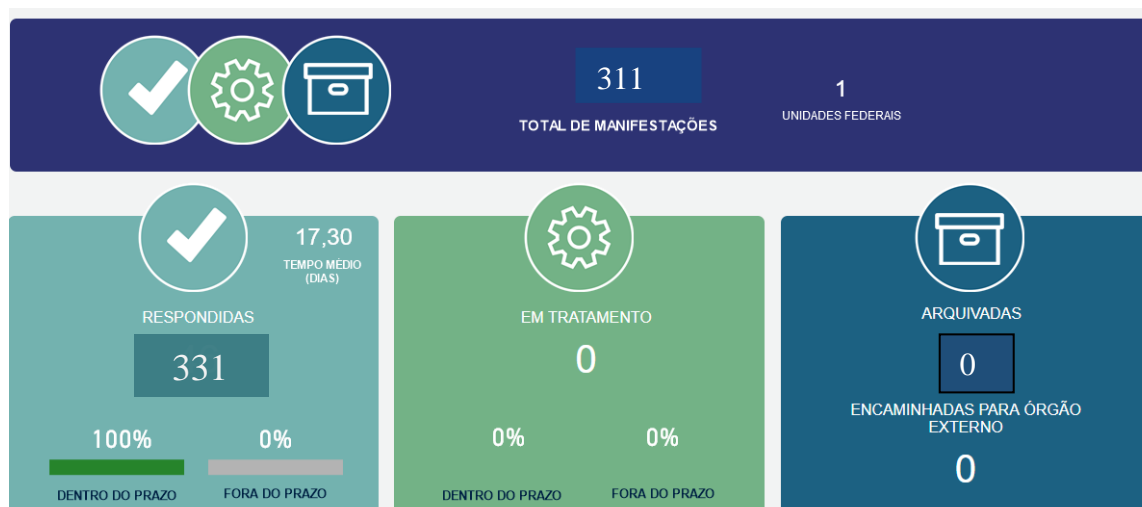 311
TOTAL DE MANIFESTAÇÕES
1
UNIDADES FEDERAIS
17,30
TEMPO MÉDIO
(DIAS)
RESPONDIDAS
331
100%
0%
DENTRO DO PRAZO
FORA DO PRAZO
EM TRATAMENTO
0
0%
0%
DENTRO DO PRAZO
FORA DO PRAZO
ARQUIVADAS
0
ENCAMINHADAS PARA ÓRGÃO
EXTERNO
0